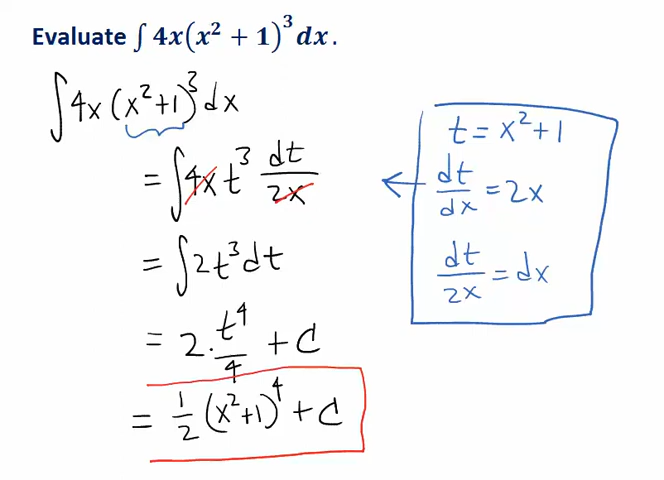 Evaluate ∫ 4x(x² + 1)³ dx.
∫4x (x²+1)³ dx
= ∫4x t³ dt/2x
= ∫2t³dt
= 2 · t⁴/4 + C
= 1/2 (x²+1)⁴ + C
t = x²+1
dt/dx = 2x
dt/2x = dx